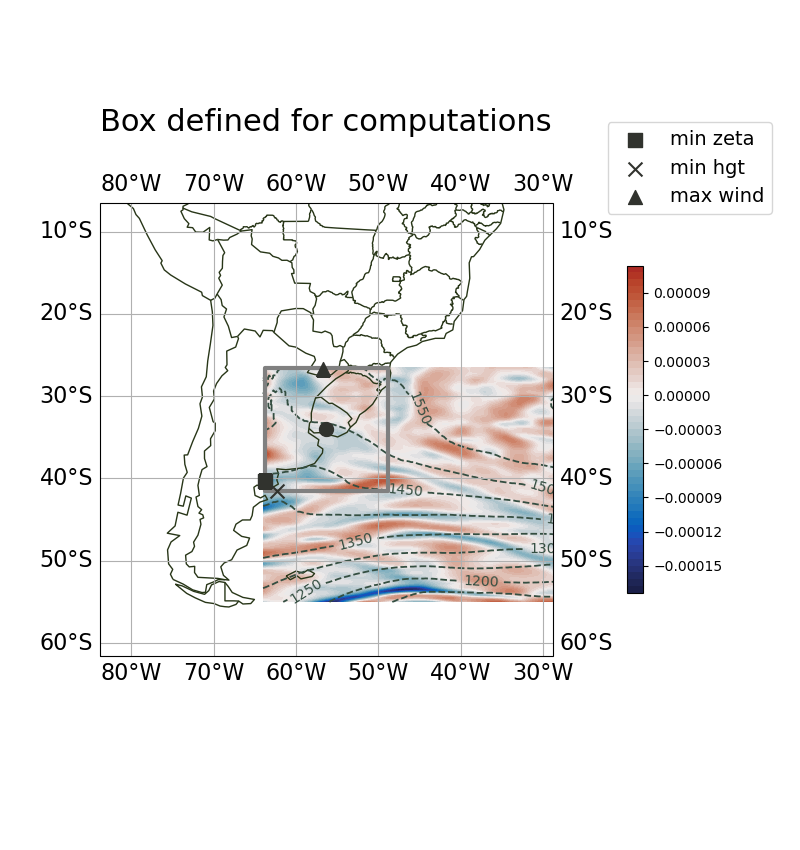 Box defined for computations
min zeta
min hgt
max wind
80°W 70°W 60°W 50°W 40°W 30°W
10°S 10°S
20°S 20°S
30°S 30°S
40°S 40°S
50°S 50°S
60°S 60°S
80°W 70°W 60°W 50°W 40°W 30°W
1550
1450
1350
1250
1200
0.00009
0.00006
0.00003
0.00000
−0.00003
−0.00006
−0.00009
−0.00012
−0.00015